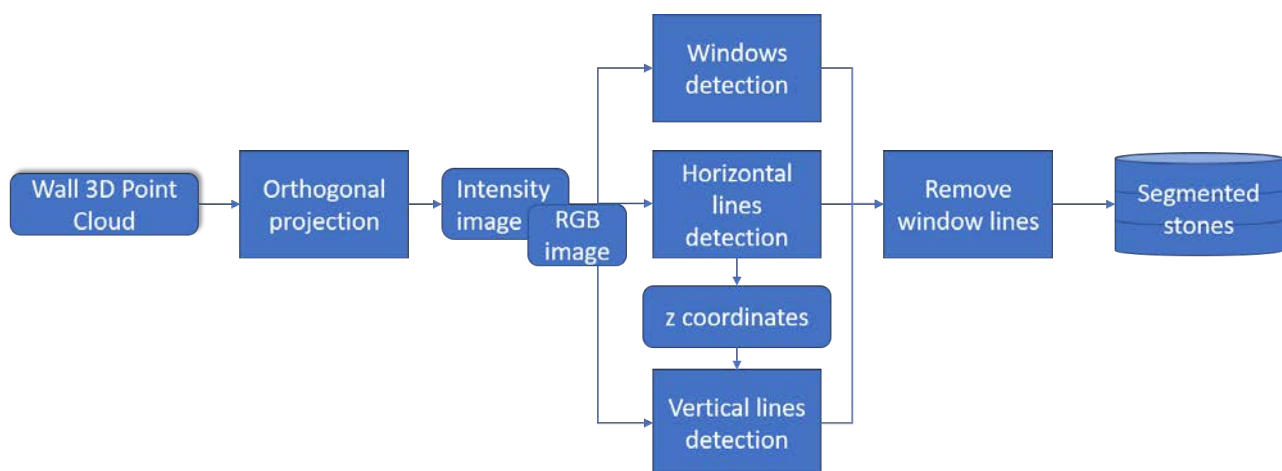 Wall 3D Point
Cloud
Orthogonal
projection
Intensity
image
RGB
image
Windows
detection
Horizontal
lines
detection
z coordinates
Vertical lines
detection
Remove
window lines
Segmented
stones